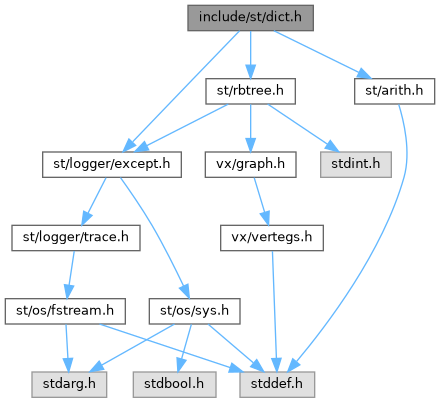 include/st/dict.h
st/rbtree.h
st/arith.h
st/logger/except.h
vx/graph.h
stdint.h
st/logger/trace.h
vx/vertegs.h
st/os/fstream.h
st/os/sys.h
stdarg.h
stdbool.h
stddef.h